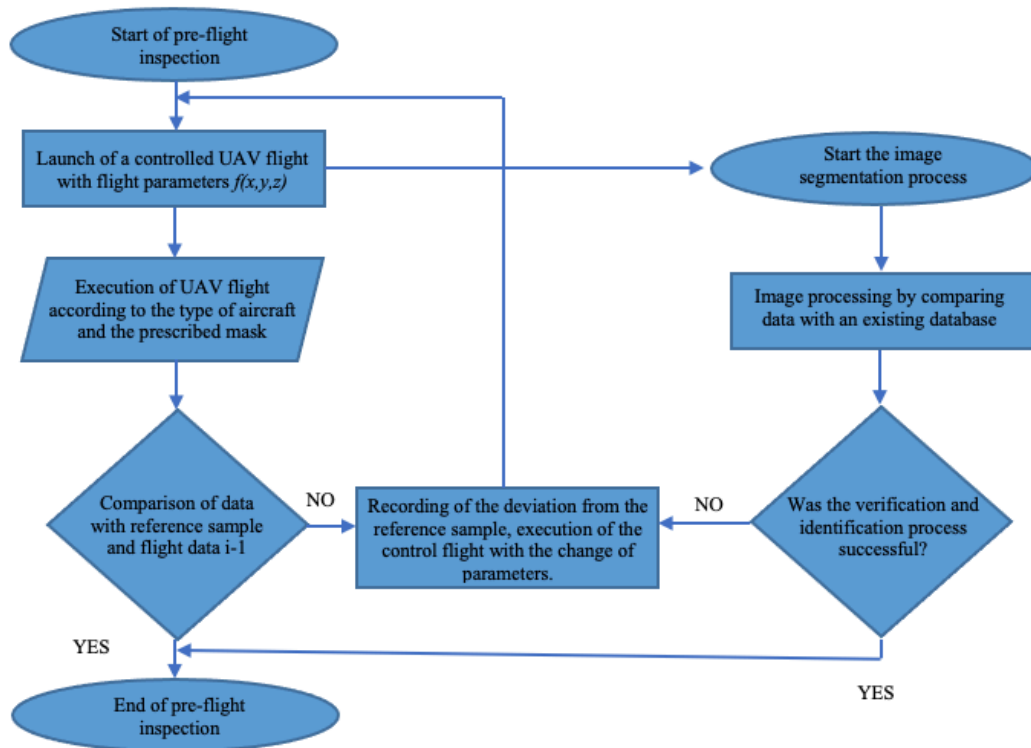 Start of pre-flight
inspection
Launch of a controlled UAV flight
with flight parameters f(x,y,z)
Start the image
segmentation process
Execution of UAV flight
according to the type of aircraft
and the prescribed mask
Image processing by comparing
data with an existing database
Comparison of data
with reference sample
and flight data i-1
NO
Recording of the deviation from the
reference sample, execution of the
control flight with the change of
parameters.
NO
Was the verification and
identification process
successful?
YES
YES
End of pre-flight
inspection